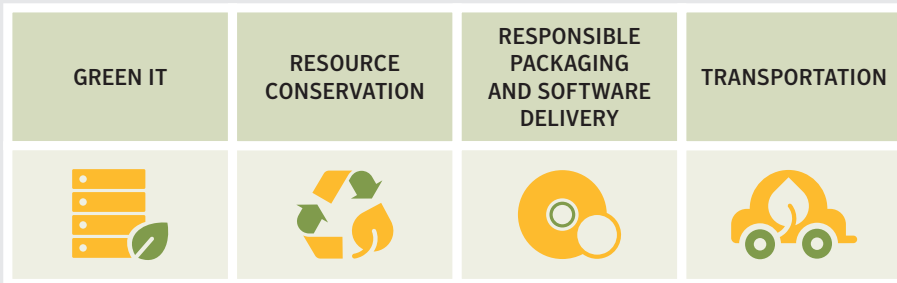 GREEN IT
RESOURCE
CONSERVATION
RESPONSIBLE
PACKAGING
AND SOFTWARE
DELIVERY
TRANSPORTATION